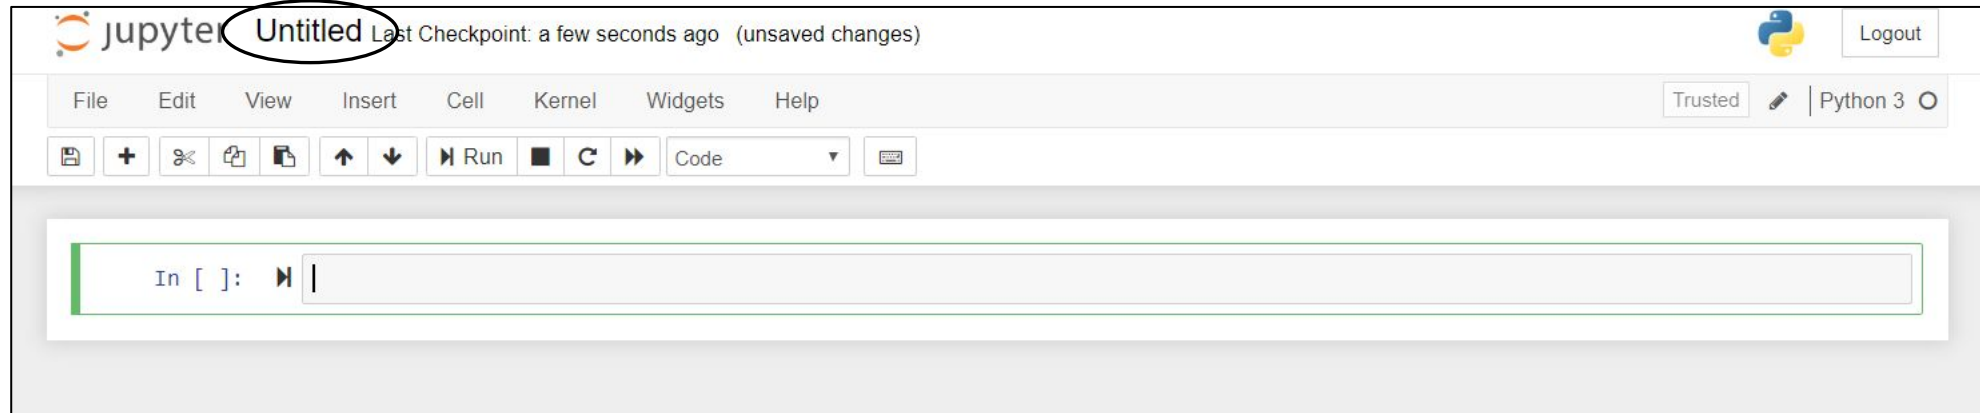 jupyter Untitled Last Checkpoint: a few seconds ago (unsaved changes) Logout
File Edit View Insert Cell Kernel Widgets Help Trusted Python 3
Run Code
In [ ]: